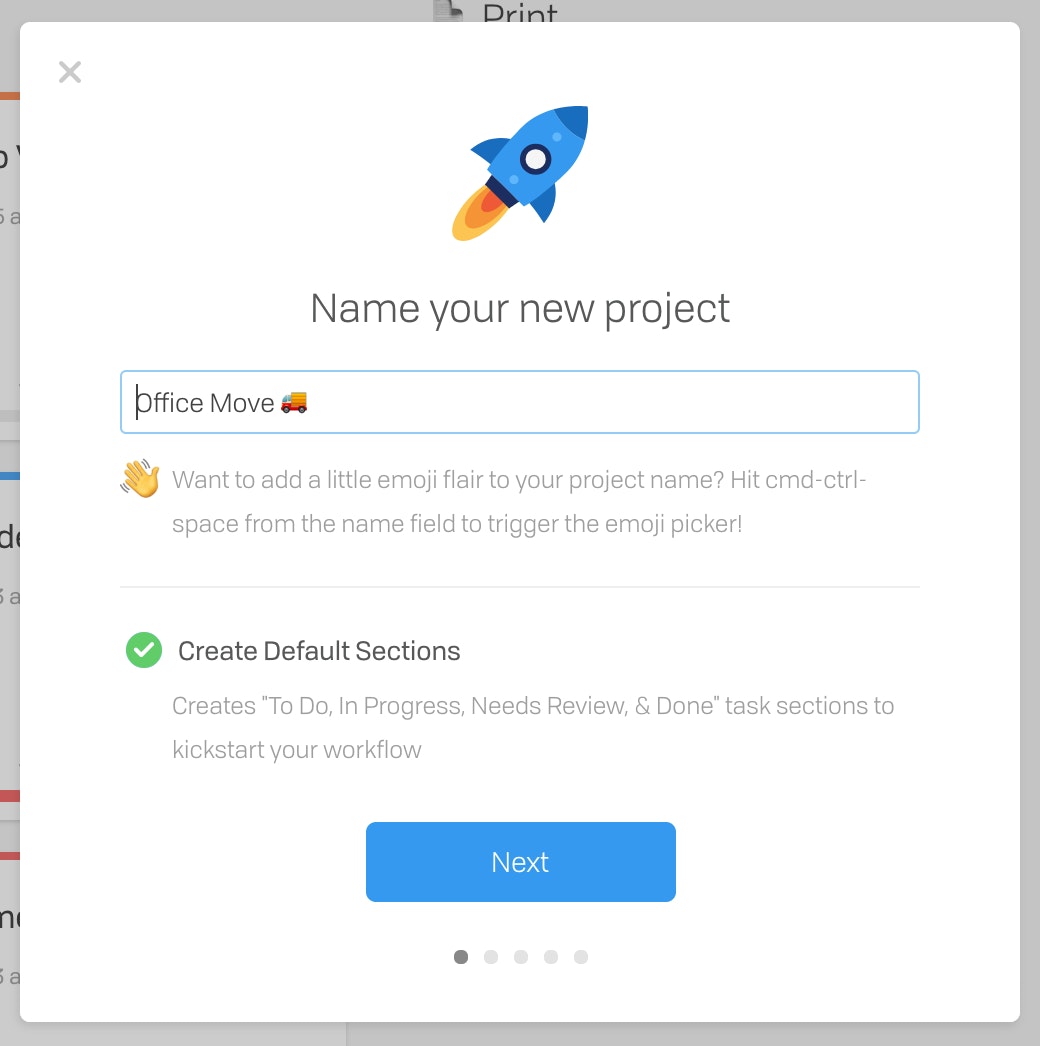 Print
Name your new project
Office Move 🚚
Want to add a little emoji flair to your project name? Hit cmd-ctrl-
space from the name field to trigger the emoji picker!
Create Default Sections
Creates "To Do, In Progress, Needs Review, & Done" task sections to
kickstart your workflow
Next